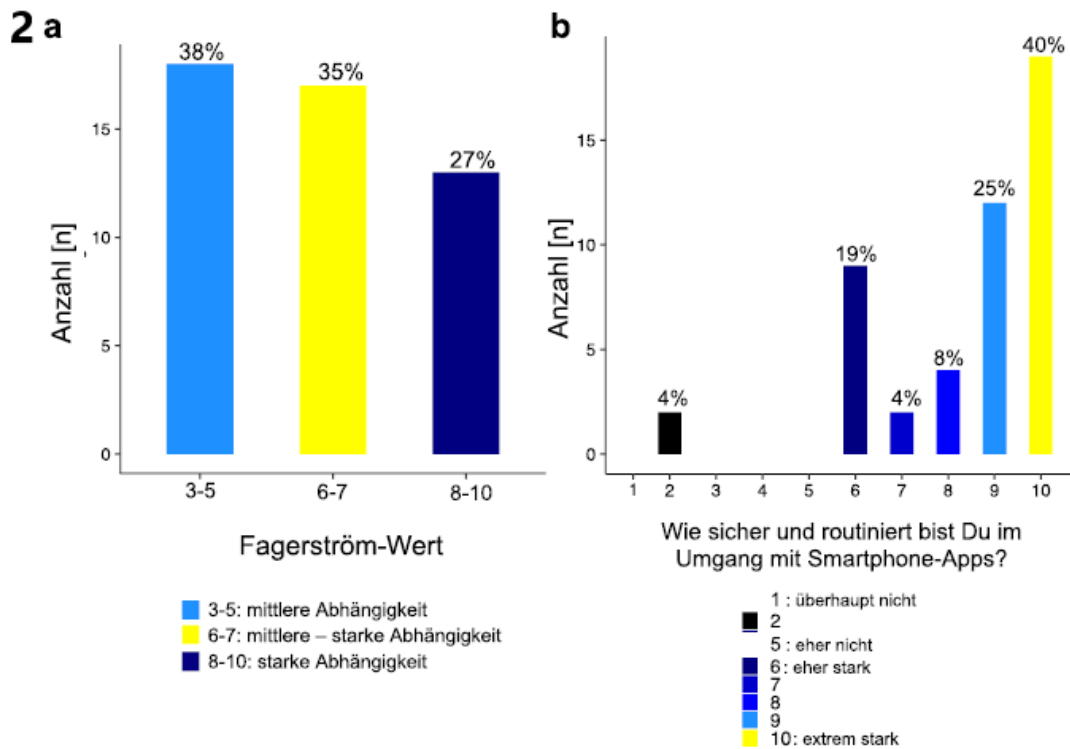 2 a
38%
35%
27%
15
10
5
0
Anzahl [n]
3-5
6-7
8-10
Fagerström-Wert
3-5: mittlere Abhängigkeit
6-7: mittlere – starke Abhängigkeit
8-10: starke Abhängigkeit
b
40%
25%
19%
8%
4%
4%
15
10
5
0
Anzahl [n]
1 2 3 4 5 6 7 8 9 10
Wie sicher und routiniert bist Du im
Umgang mit Smartphone-Apps?
1 : überhaupt nicht
2
5 : eher nicht
6 : eher stark
7
8
9
10 : extrem stark